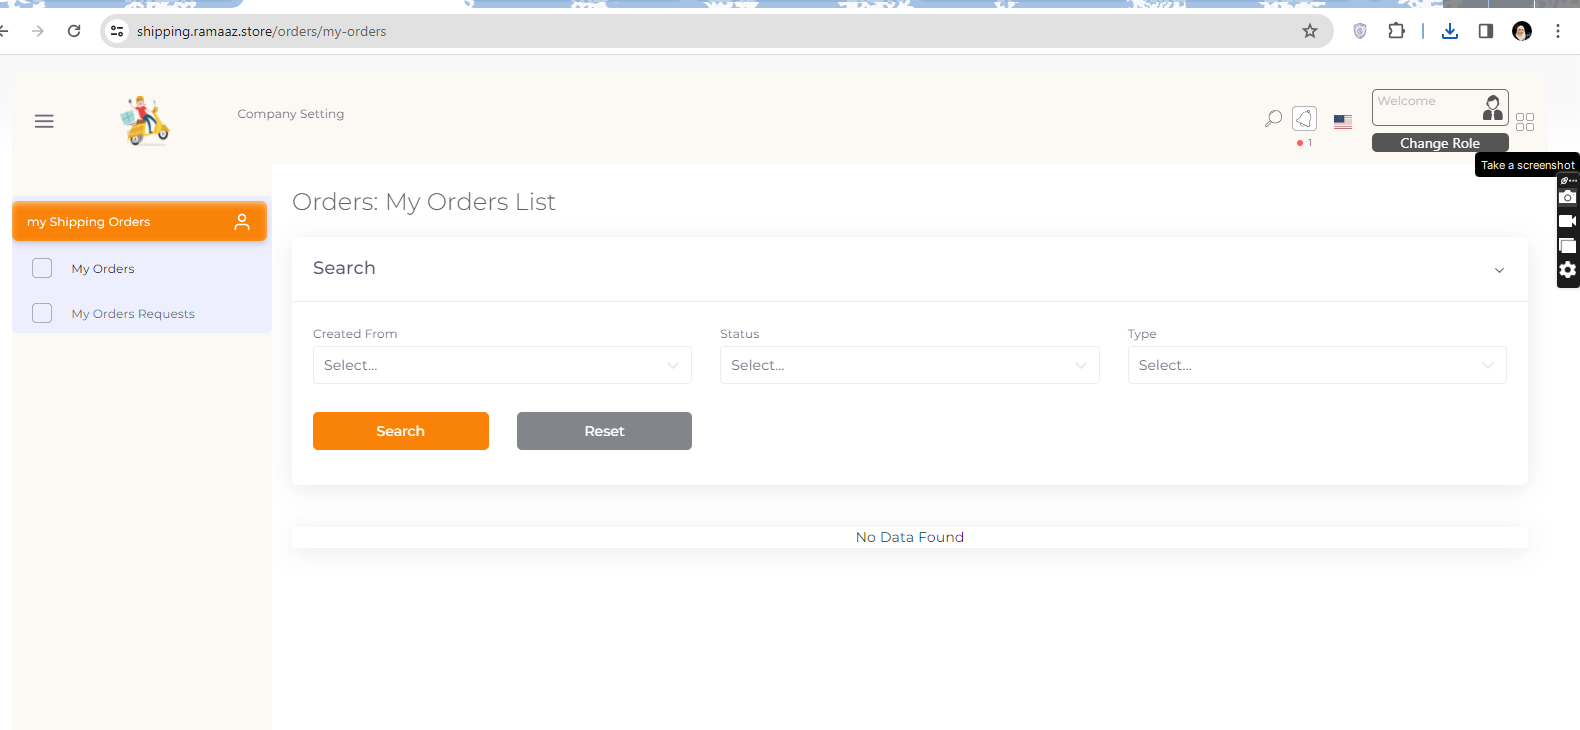 shipping.ramaaz.store/orders/my-orders
Company Setting
Welcome
1
Change Role
Take a screenshot
Orders: My Orders List
my Shipping Orders
My Orders
My Orders Requests
Search
Created From
Status
Type
Select...
Select...
Select...
Search
Reset
No Data Found